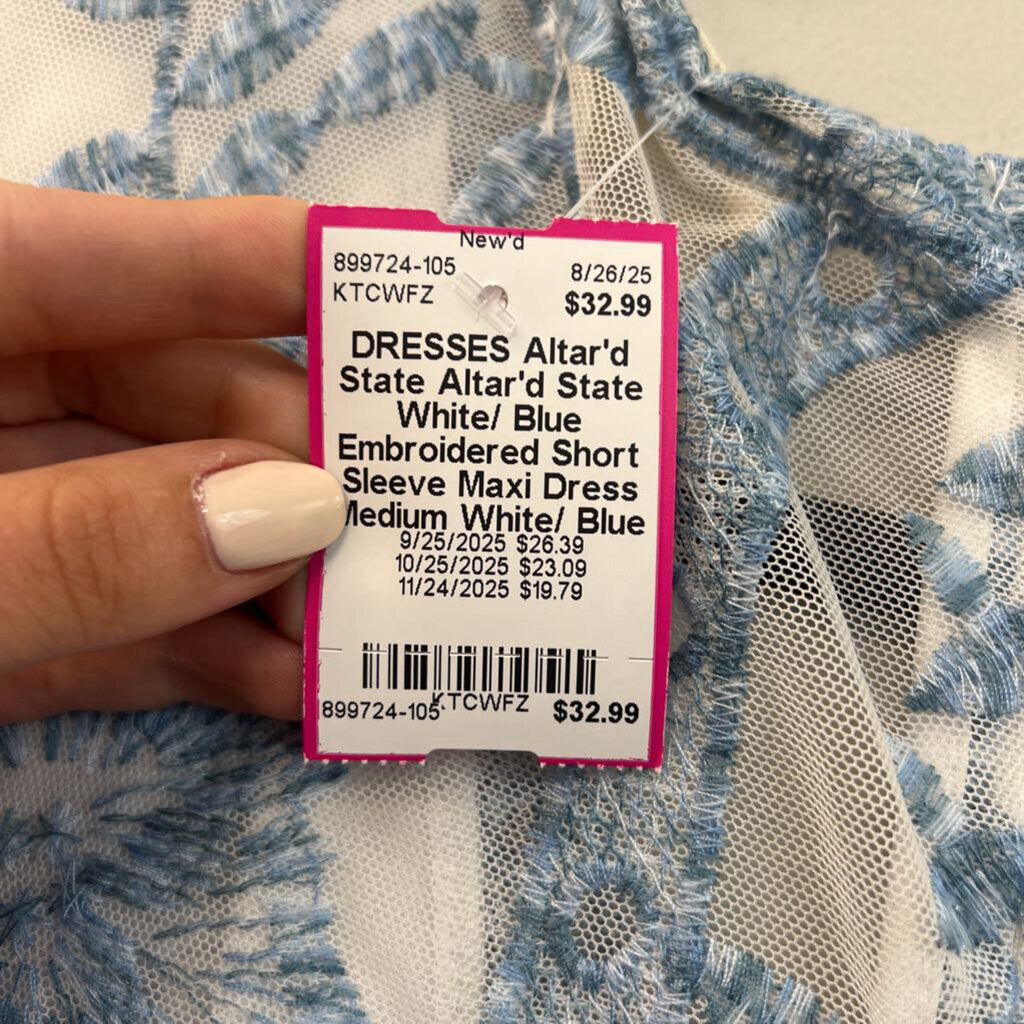 New'd
899724-105 8/26/25
KTCWFZ $32.99
DRESSES Altar'd
State Altar'd State
White/ Blue
Embroidered Short
Sleeve Maxi Dress
Medium White/ Blue
9/25/2025 $26.39
10/25/2025 $23.09
11/24/2025 $19.79
KTCWFZ
899724-105 $32.99